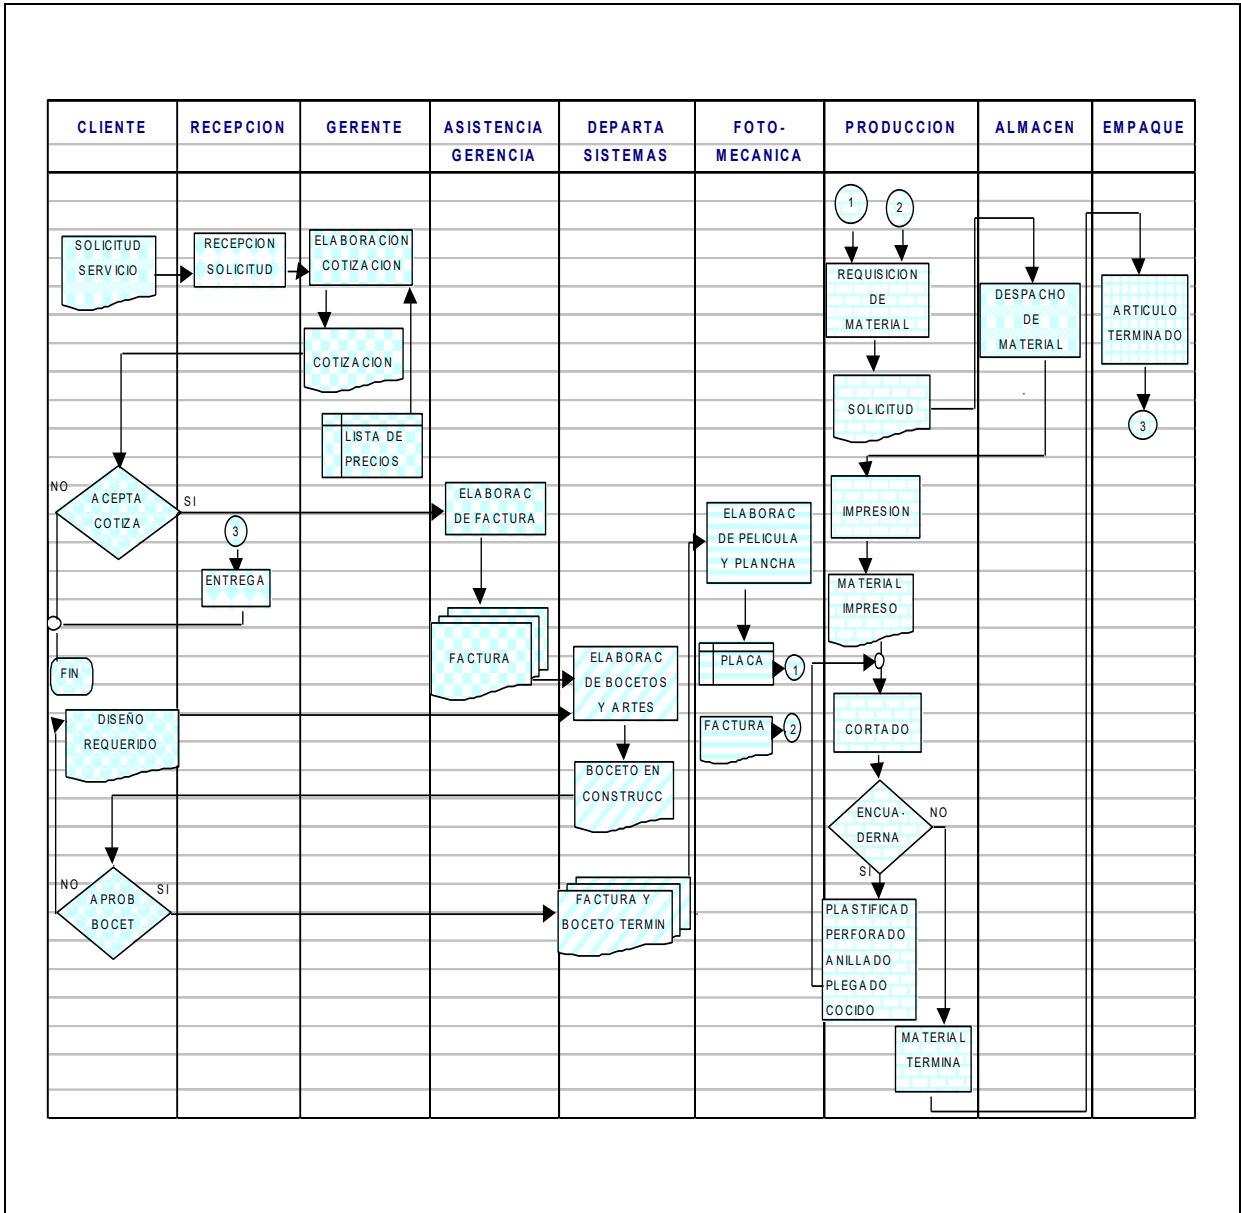 CLIENTE
RECEPCION
GERENTE
ASISTENCIA
GERENCIA
DEPARTA
SISTEMAS
FOTO-
MECANICA
PRODUCCION
ALMACEN
EMPAQUE
SOLICITUD
SERVICIO
NO
ACEPTA
COTIZA
SI
FIN
DISEÑO
REQUERIDO
NO
APROB
BOCET
SI
RECEPCION
SOLICITUD
3
ENTREGA
ELABORACION
COTIZACION
COTIZACION
LISTA DE
PRECIOS
ELABORAC
DE FACTURA
FACTURA
ELABORAC
DE BOCETOS
Y ARTES
BOCETO EN
CONSTRUCC
FACTURA Y
BOCETO TERMIN
ELABORAC
DE PELICULA
Y PLANCHA
PLACA
1
FACTURA
2
1
2
REQUISICION
DE
MATERIAL
SOLICITUD
IMPRESION
MATERIAL
IMPRESO
CORTADO
ENCUA-
DERNA
NO
SI
PLASTIFICAD
PERFORADO
ANILLADO
PLEGADO
COCIDO
MATERIAL
TERMINA
DESPACHO
DE
MATERIAL
ARTICULO
TERMINADO
3